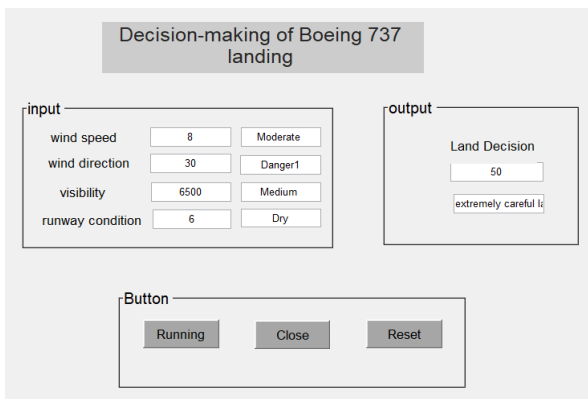 Decision-making of Boeing 737
landing
input
wind speed 8 Moderate
wind direction 30 Danger1
visibility 6500 Medium
runway condition 6 Dry
output
Land Decision
50
extremely careful
Button
Running Close Reset